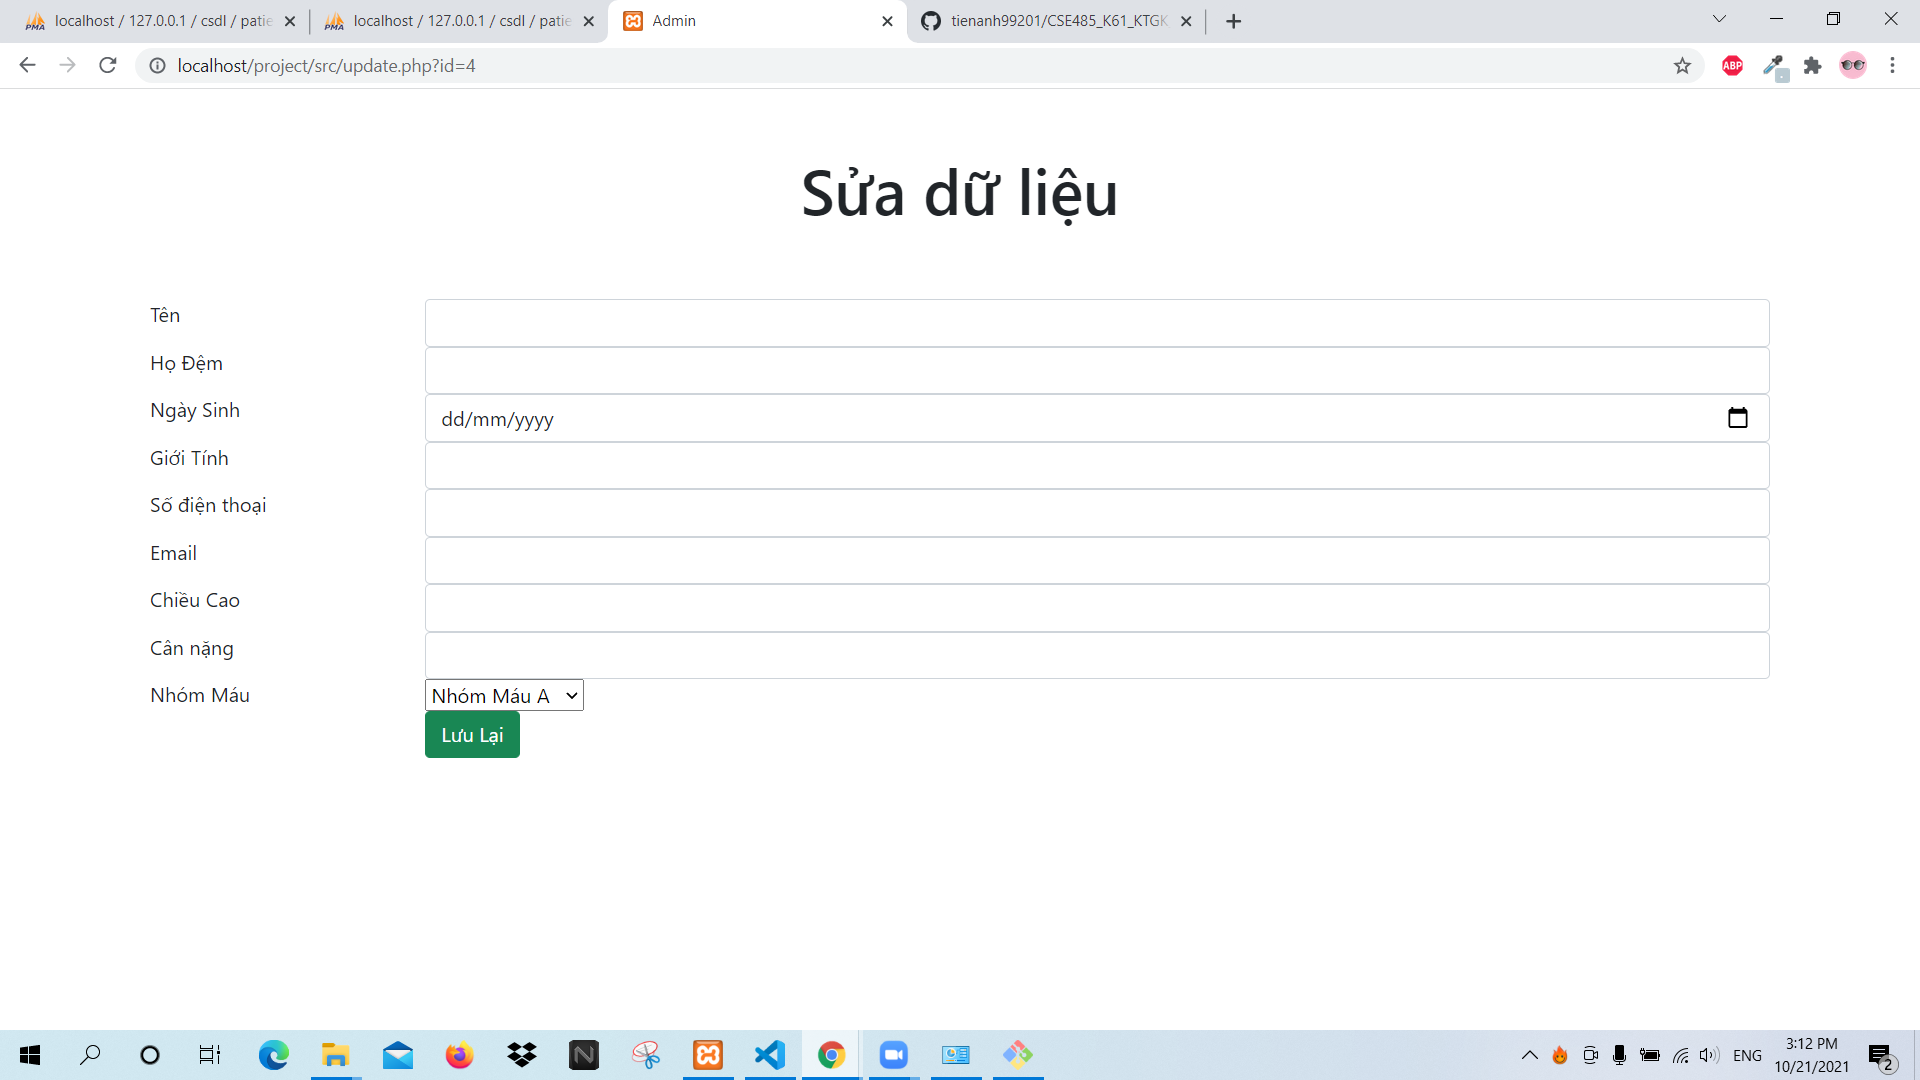 localhost / 127.0.0.1 / csdl / patie
localhost / 127.0.0.1 / csdl / patie
Admin
tienanh99201/CSE485_K61_KTGK
localhost/project/src/update.php?id=4
ABP
Sửa dữ liệu
Tên
Họ Đệm
Ngày Sinh
dd/mm/yyyy
Giới Tính
Số điện thoại
Email
Chiều Cao
Cân nặng
Nhóm Máu
Nhóm Máu A
Lưu Lại
ENG
3:12 PM
10/21/2021
2